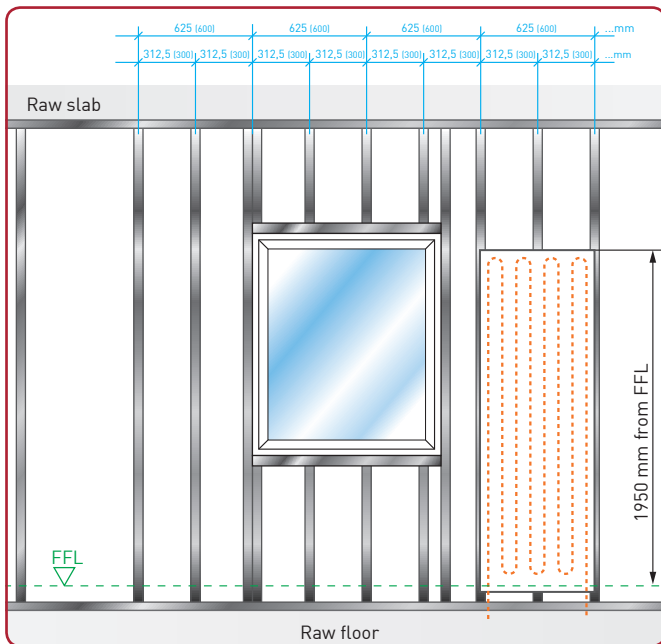 625 (600) 625 (600) 625 (600) 625 (600) ...mm
312,5 (300) 312,5 (300) 312,5 (300) 312,5 (300) 312,5 (300) 312,5 (300) 312,5 (300) 312,5 (300) ...mm
Raw slab
1950 mm from FFL
FFL
Raw floor